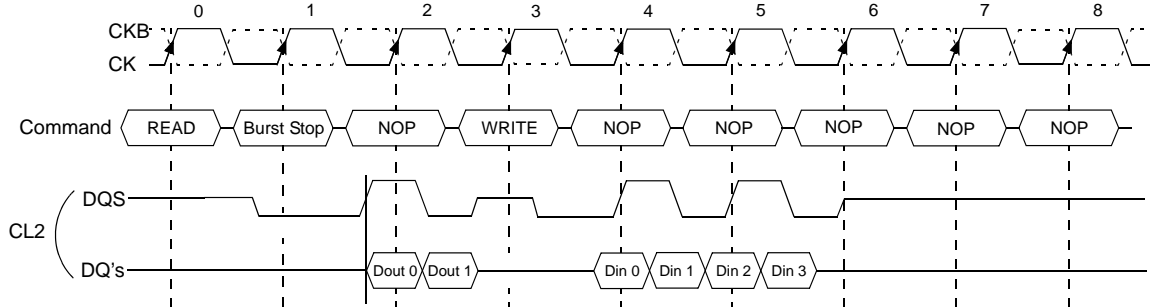 0 1 2 3 4 5 6 7 8
CKB
CK
Command READ Burst Stop NOP WRITE NOP NOP NOP NOP NOP
DQS
CL2
DQ's Dout 0 Dout 1 Din 0 Din 1 Din 2 Din 3